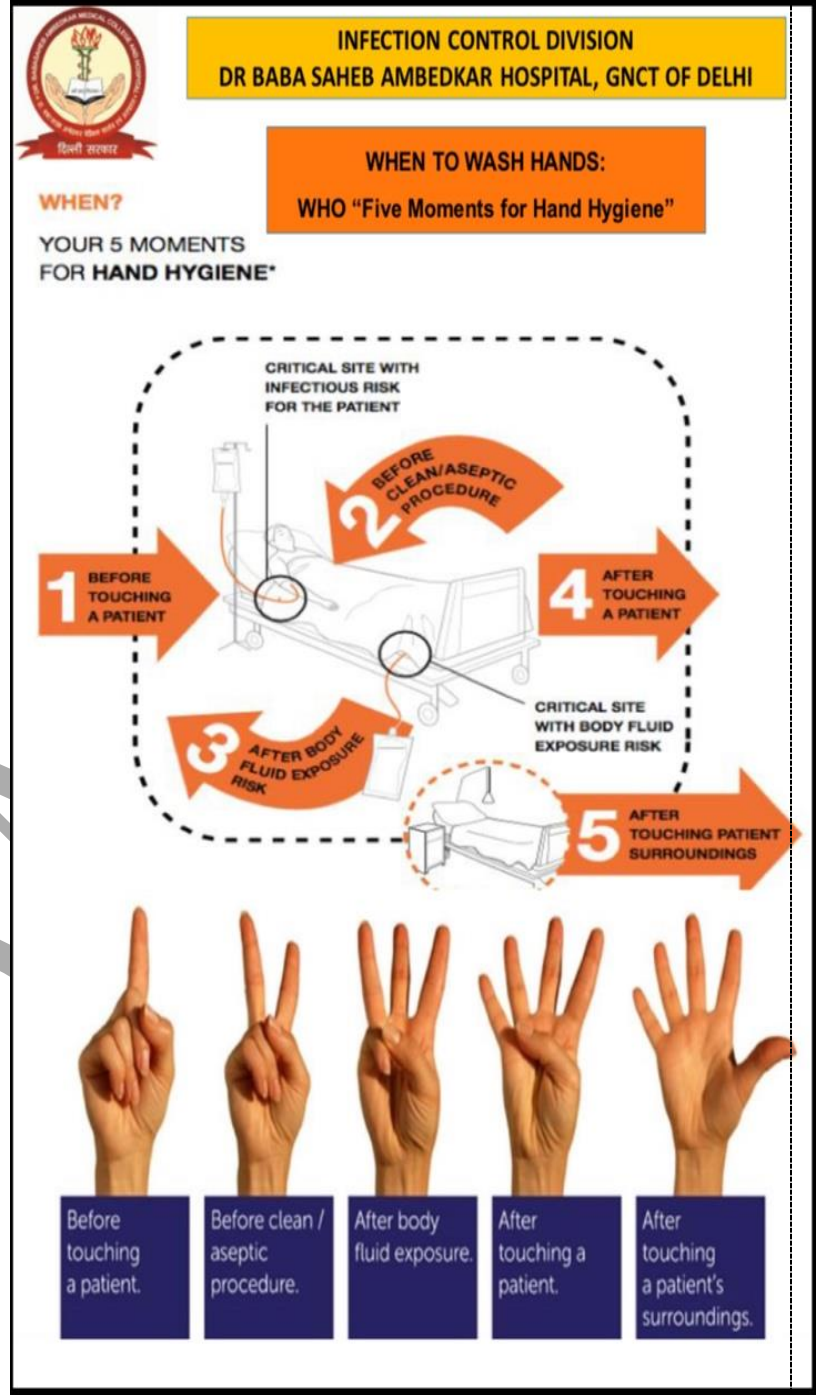 INFECTION CONTROL DIVISION
DR BABA SAHEB AMBEDKAR HOSPITAL, GNCT OF DELHI
दिल्ली सरकार
WHEN TO WASH HANDS:
WHO “Five Moments for Hand Hygiene”
WHEN?
YOUR 5 MOMENTS
FOR HAND HYGIENE*
CRITICAL SITE WITH
INFECTIOUS RISK
FOR THE PATIENT
1
BEFORE
TOUCHING
A PATIENT
2
BEFORE
CLEAN/ASEPTIC
PROCEDURE
3
AFTER BODY
FLUID EXPOSURE
RISK
4
AFTER
TOUCHING
A PATIENT
CRITICAL SITE
WITH BODY FLUID
EXPOSURE RISK
5
AFTER
TOUCHING PATIENT
SURROUNDINGS
Before
touching
a patient.
Before clean /
aseptic
procedure.
After body
fluid exposure.
After
touching a
patient.
After
touching
a patient’s
surroundings.